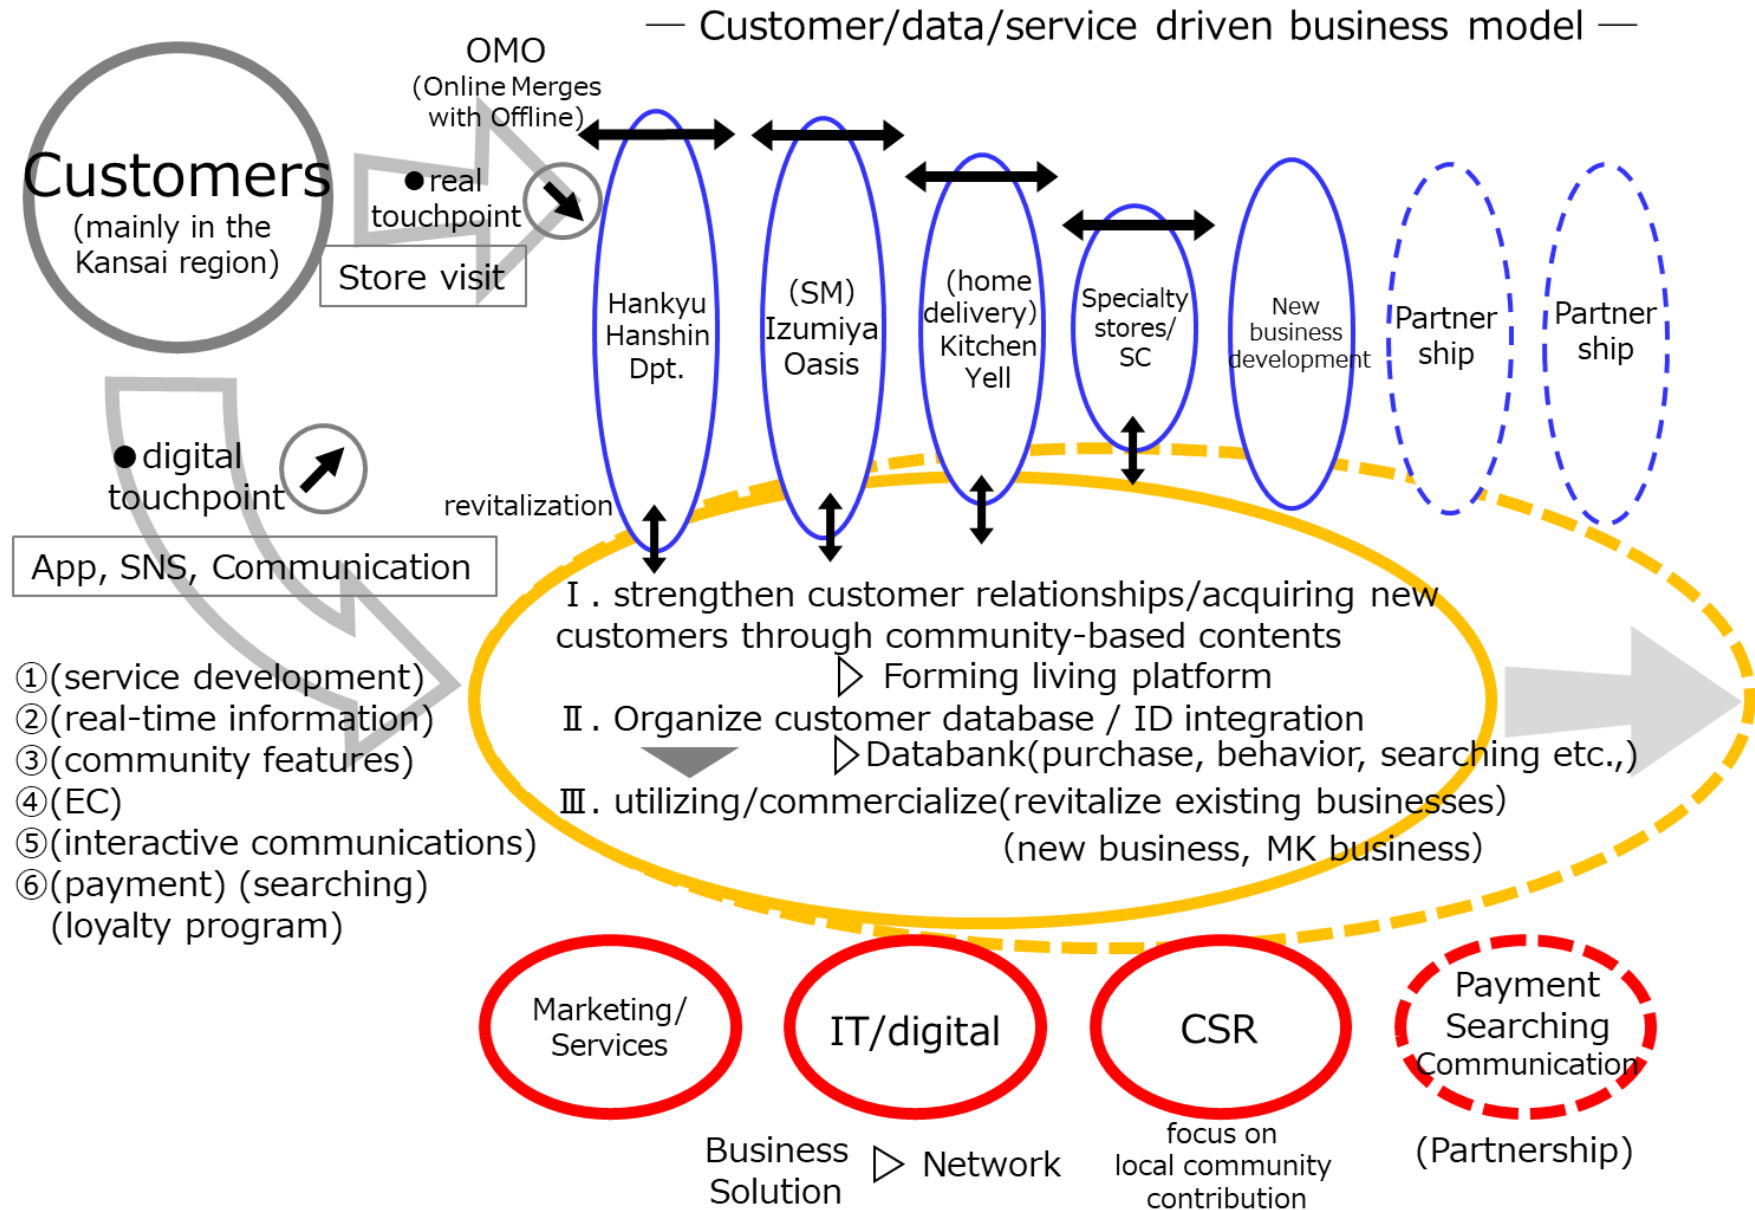 ― Customer/data/service driven business model ―
OMO
(Online Merges
with Offline)
Customers
(mainly in the
Kansai region)
●real
touchpoint
Store visit
Hankyu
Hanshin
Dpt.
(SM)
Izumiya
Oasis
(home
delivery)
Kitchen
Yell
Specialty
stores/
SC
New
business
development
Partner
ship
Partner
ship
●digital
touchpoint
revitalization
App, SNS, Communication
①(service development)
②(real-time information)
③(community features)
④(EC)
⑤(interactive communications)
⑥(payment) (searching)
(loyalty program)
Ⅰ. strengthen customer relationships/acquiring new
customers through community-based contents
▷ Forming living platform
Ⅱ. Organize customer database / ID integration
▷Databank(purchase, behavior, searching etc.,)
Ⅲ. utilizing/commercialize(revitalize existing businesses)
(new business, MK business)
Marketing/
Services
IT/digital
CSR
Payment
Searching
Communication
Business
Solution
▷ Network
focus on
local community
contribution
(Partnership)